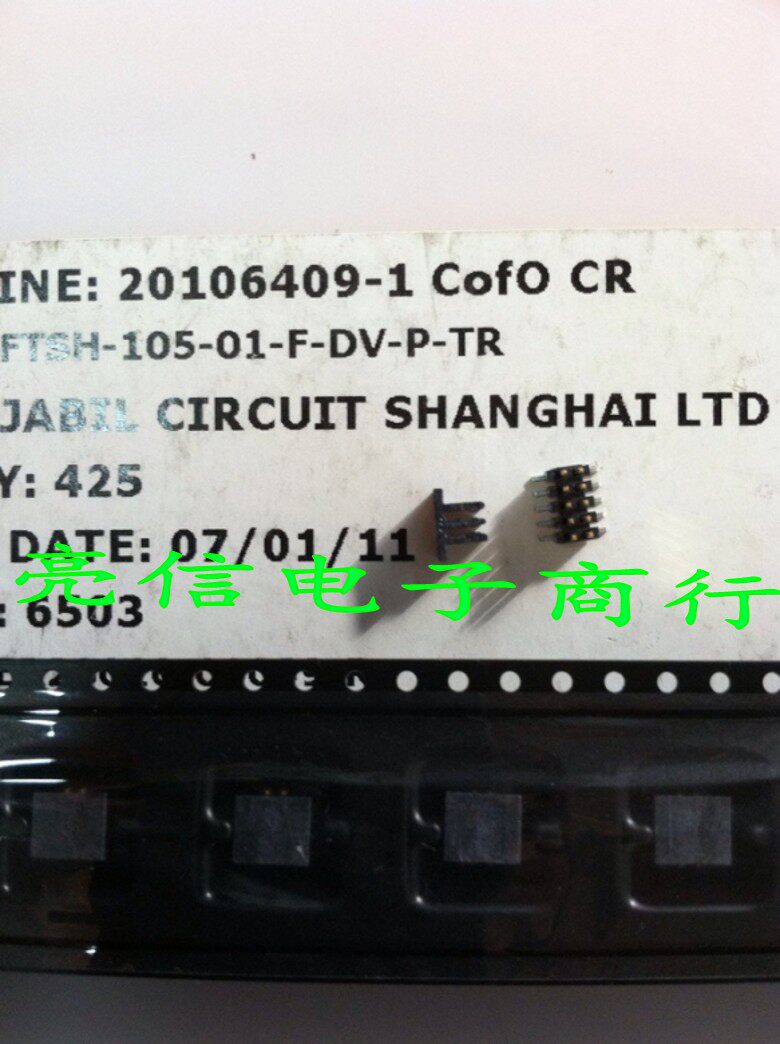 INE: 20106409-1 CofO CR
FTSH-105-01-F-DV-P-TR
JABIL CIRCUIT SHANGHAI LTD
Y: 425
DATE: 07/01/11
亮信电子商行
: 6503